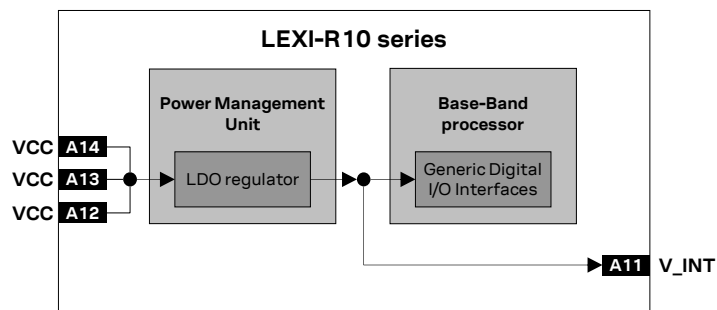 LEXI-R10 series
Power Management
Unit
Base-Band
processor
VCC A14
VCC A13
VCC A12
LDO regulator
Generic Digital
I/O Interfaces
A11 V_INT